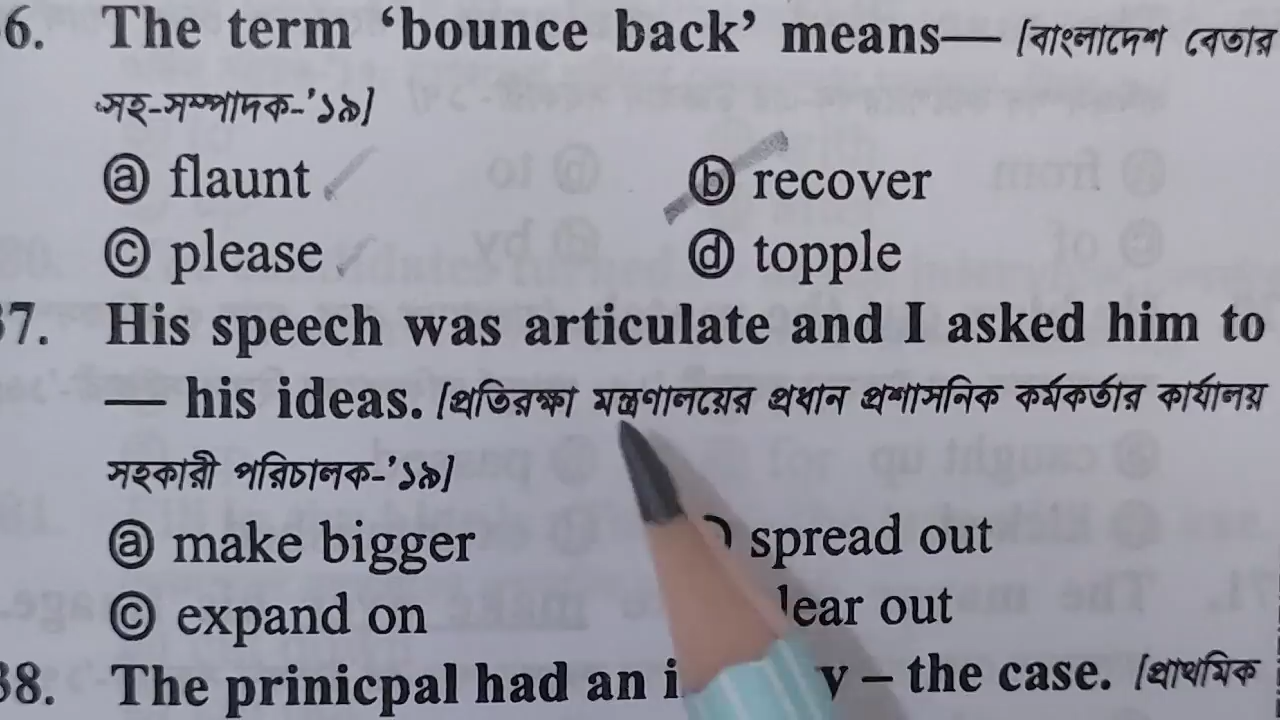 6. The term ‘bounce back’ means— [বাংলাদেশ বেতার
সহ-সম্পাদক-’১৯]
ⓐ flaunt ⓑ recover
ⓒ please ⓓ topple
37. His speech was articulate and I asked him to
— his ideas. [প্রতিরক্ষা মন্ত্রণালয়ের প্রধান প্রশাসনিক কর্মকর্তার কার্যালয়
সহকারী পরিচালক-’১৯]
ⓐ make bigger spread out
ⓒ expand on out
38. The prinicpal had an – the case. [প্রাথমিক